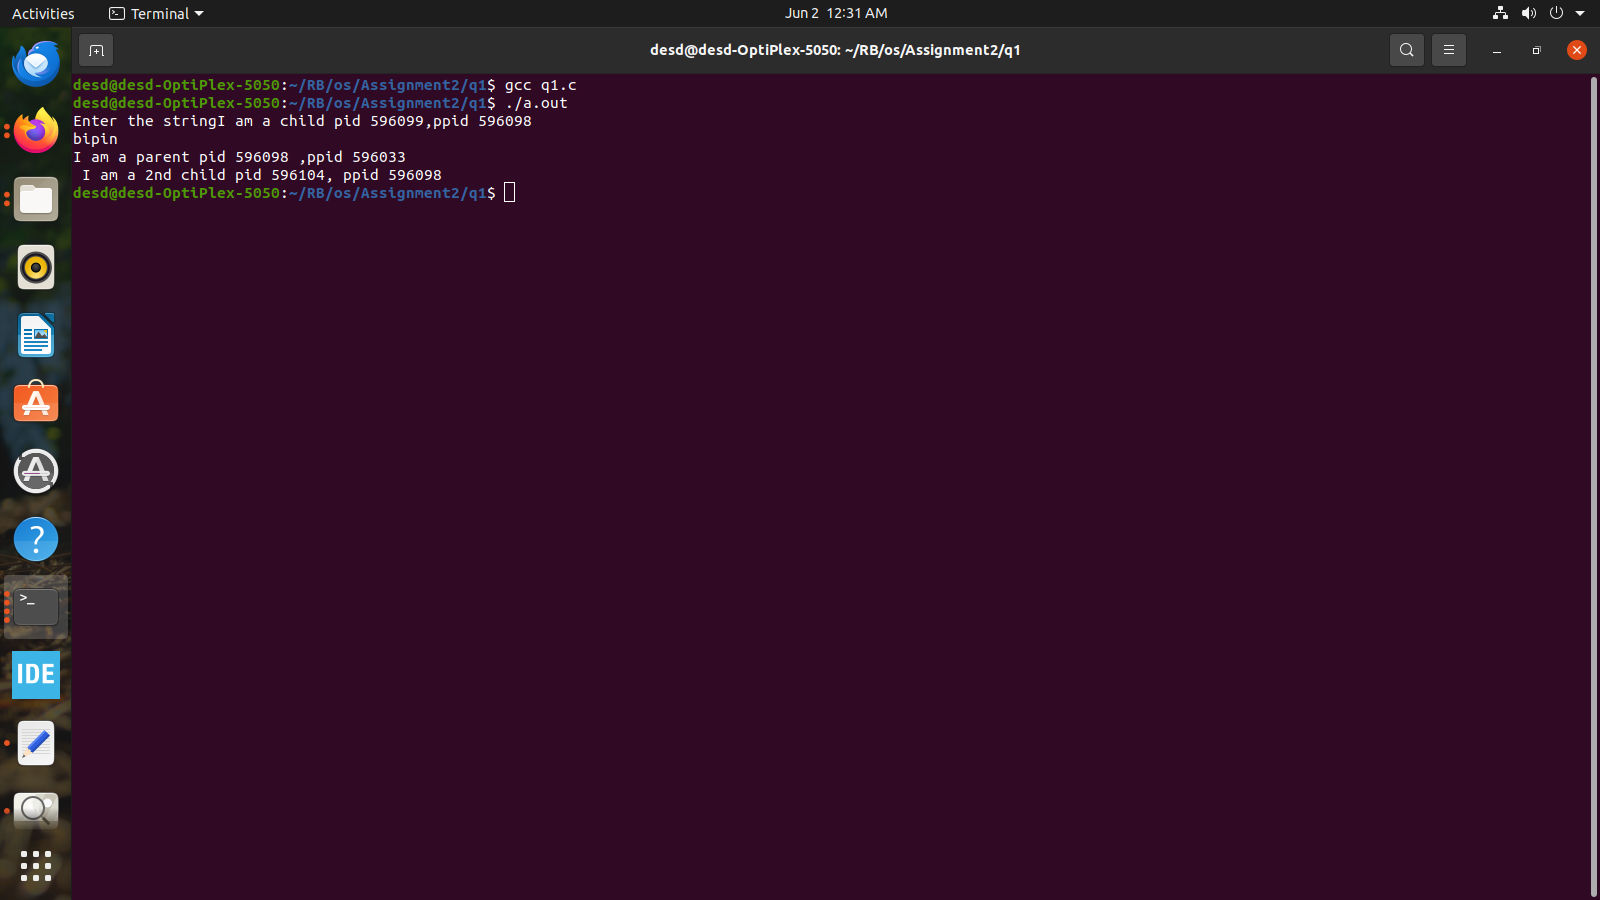 Activities Terminal Jun 2 12:31 AM
desd@desd-OptiPlex-5050: ~/RB/os/Assignment2/q1
desd@desd-OptiPlex-5050:~/RB/os/Assignment2/q1$ gcc q1.c
desd@desd-OptiPlex-5050:~/RB/os/Assignment2/q1$ ./a.out
Enter the stringI am a child pid 596099,ppid 596098
bipin
I am a parent pid 596098 ,ppid 596033
 I am a 2nd child pid 596104, ppid 596098
desd@desd-OptiPlex-5050:~/RB/os/Assignment2/q1$
?
>_
IDE